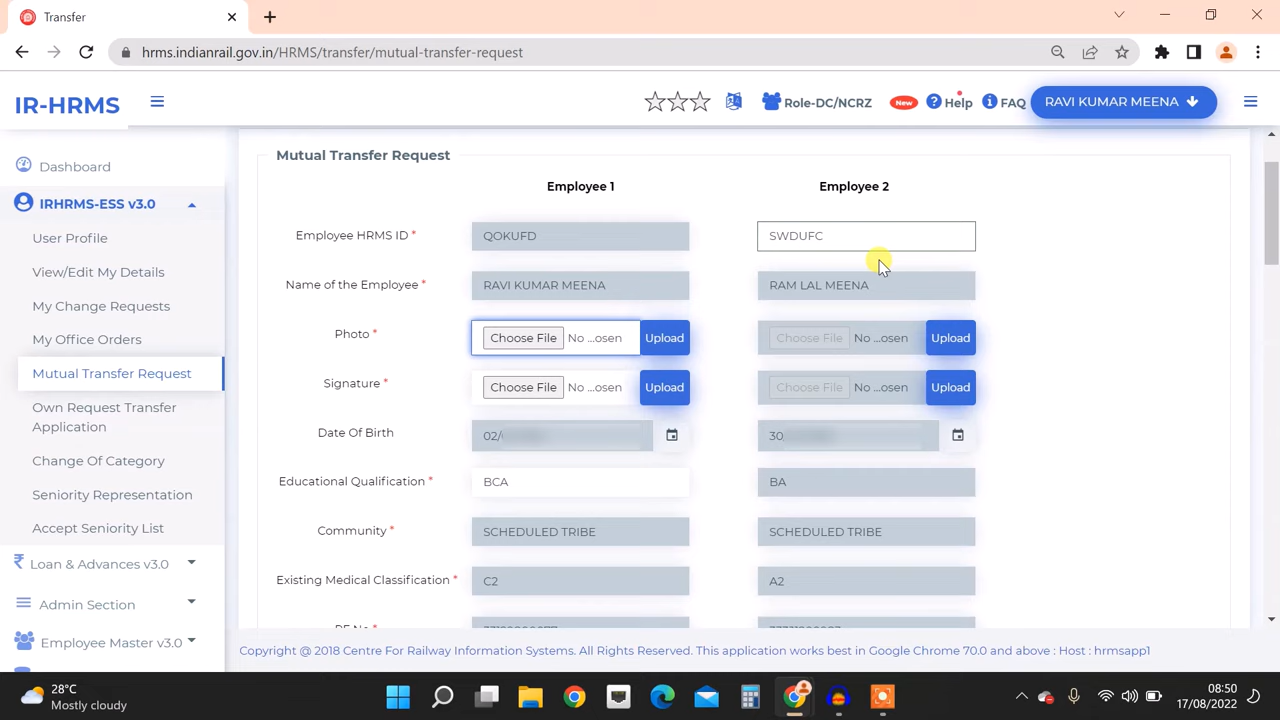 Transfer
hrms.indianrail.gov.in/HRMS/transfer/mutual-transfer-request
IR-HRMS
Role-DC/NCRZ
New
Help
FAQ
RAVI KUMAR MEENA
Dashboard
IRHRMS-ESS v3.0
User Profile
View/Edit My Details
My Change Requests
My Office Orders
Mutual Transfer Request
Own Request Transfer
Application
Change Of Category
Seniority Representation
Accept Seniority List
₹ Loan & Advances v3.0
Admin Section
Employee Master v3.0
Mutual Transfer Request
Employee 1 Employee 2
Employee HRMS ID * QOKUFD SWDUFC
Name of the Employee * RAVI KUMAR MEENA RAM LAL MEENA
Photo * Choose File No ...osen Upload Choose File No ...osen Upload
Signature * Choose File No ...osen Upload Choose File No ...osen Upload
Date Of Birth 02/ 30
Educational Qualification * BCA BA
Community * SCHEDULED TRIBE SCHEDULED TRIBE
Existing Medical Classification * C2 A2
PF No *
Copyright @ 2018 Centre For Railway Information Systems. All Rights Reserved. This application works best in Google Chrome 70.0 and above : Host : hrmsapp1
28°C
Mostly cloudy
08:50
17/08/2022